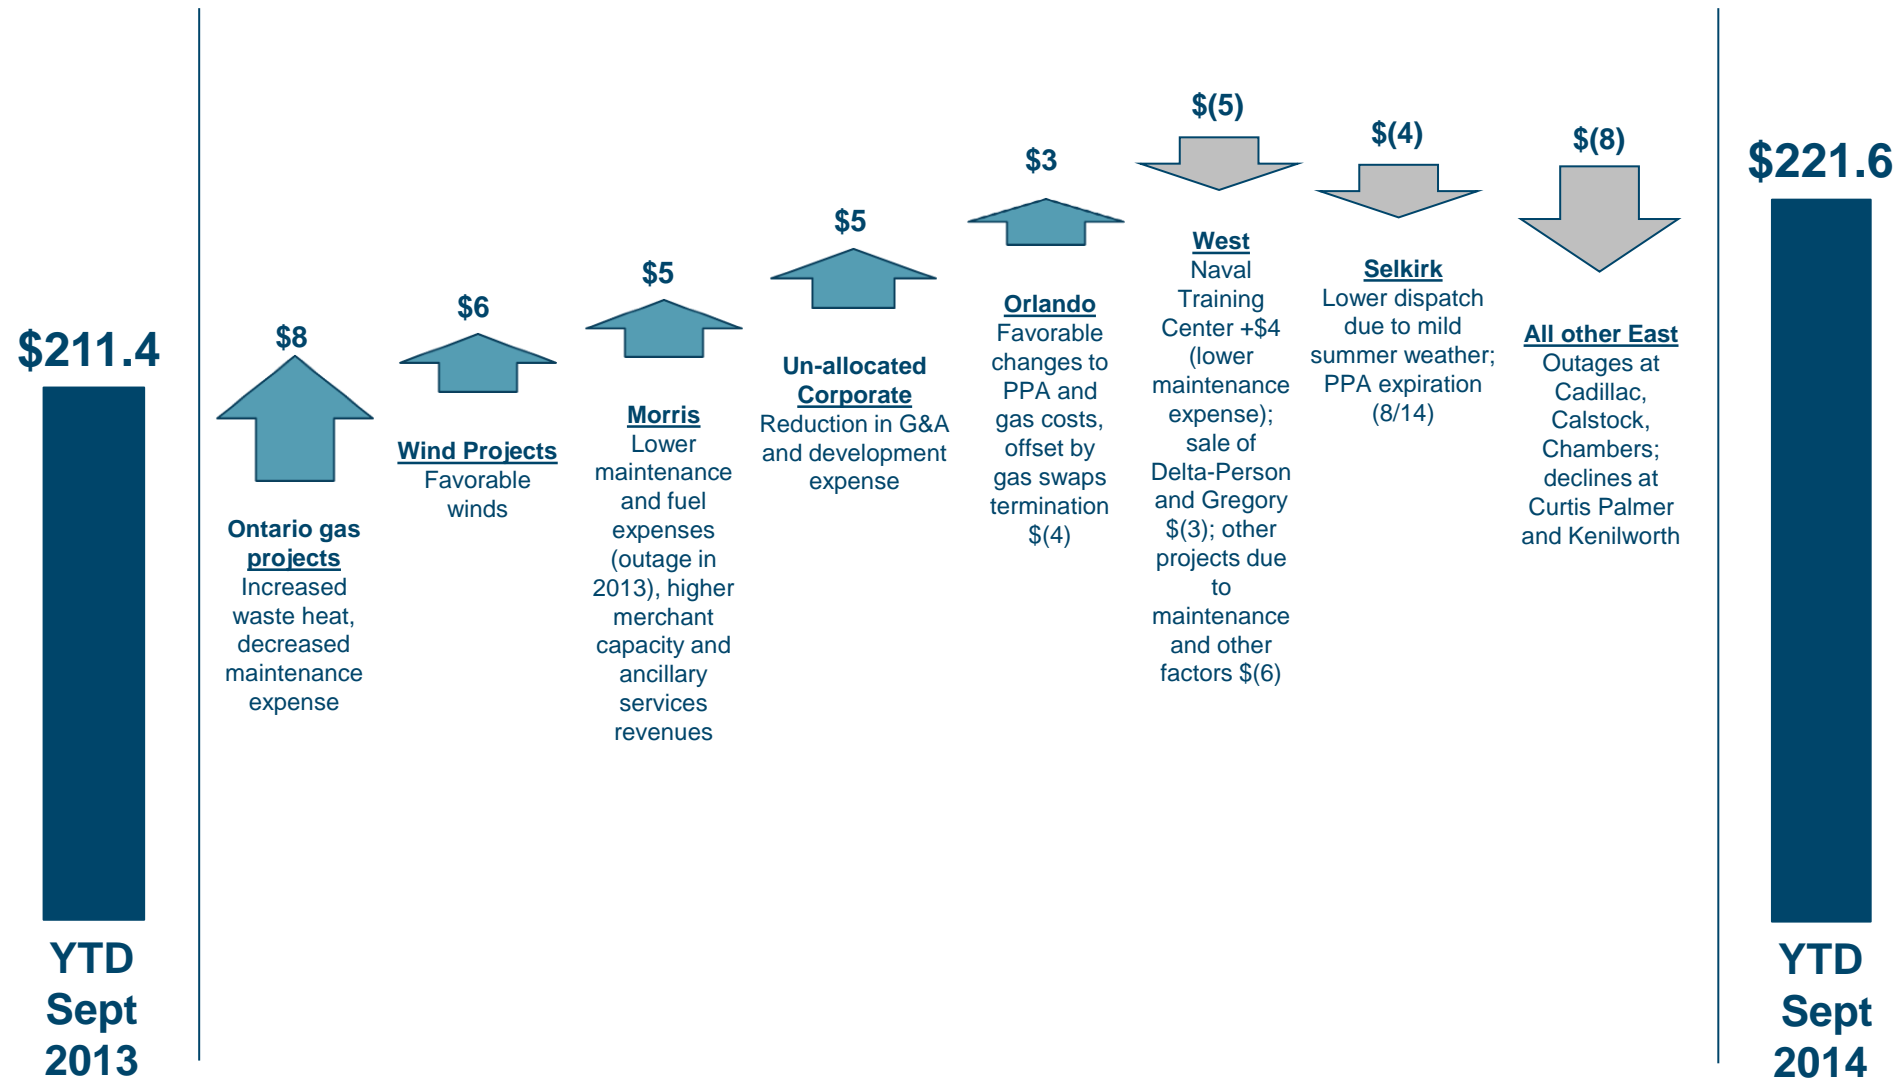 $211.4
YTD
Sept
2013
$8
Ontario gas
projects
Increased
waste heat,
decreased
maintenance
expense
$6
Wind Projects
Favorable
winds
$5
Morris
Lower
maintenance
and fuel
expenses
(outage in
2013), higher
merchant
capacity and
ancillary
services
revenues
$5
Un-allocated
Corporate
Reduction in G&A
and development
expense
$3
Orlando
Favorable
changes to
PPA and
gas costs,
offset by
gas swaps
termination
$(4)
$(5)
West
Naval
Training
Center +$4
(lower
maintenance
expense);
sale of
Delta-Person
and Gregory
$(3); other
projects due
to
maintenance
and other
factors $(6)
$(4)
Selkirk
Lower dispatch
due to mild
summer weather;
PPA expiration
(8/14)
$(8)
All other East
Outages at
Cadillac,
Calstock,
Chambers;
declines at
Curtis Palmer
and Kenilworth
$221.6
YTD
Sept
2014